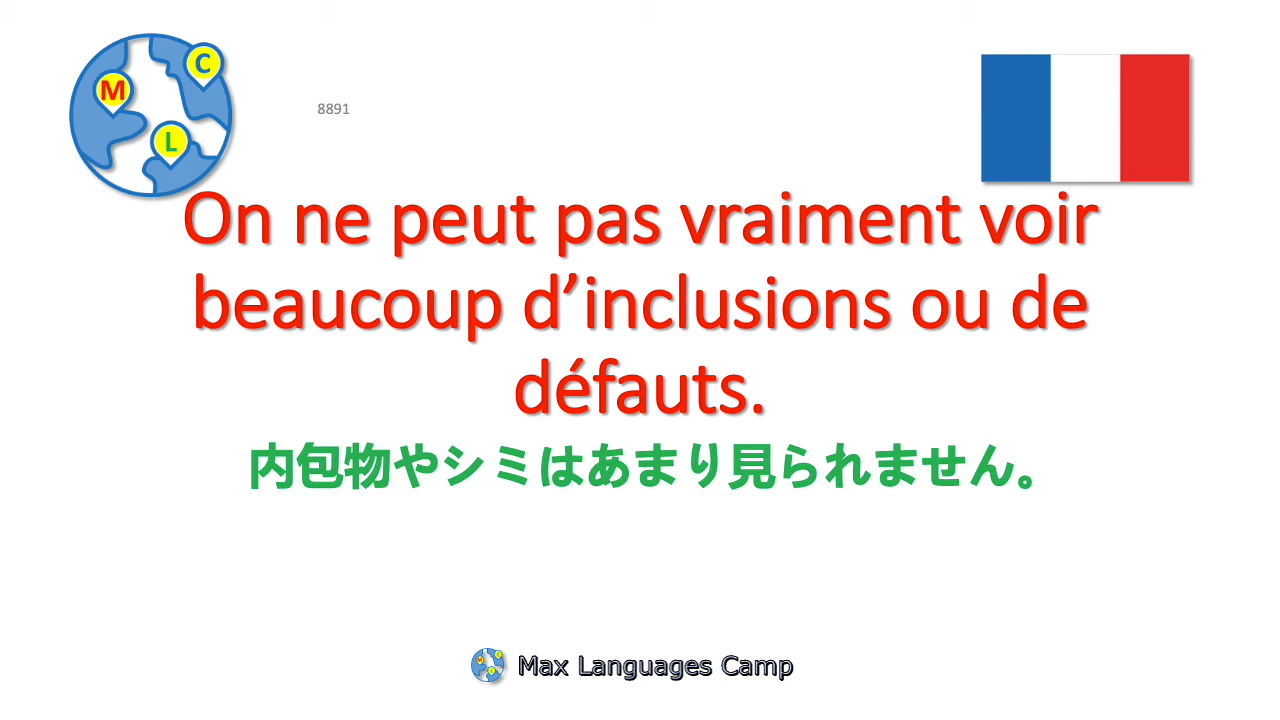 C
M
L
8891
On ne peut pas vraiment voir
beaucoup d’inclusions ou de
défauts.
内包物やシミはあまり見られません。
Max Languages Camp